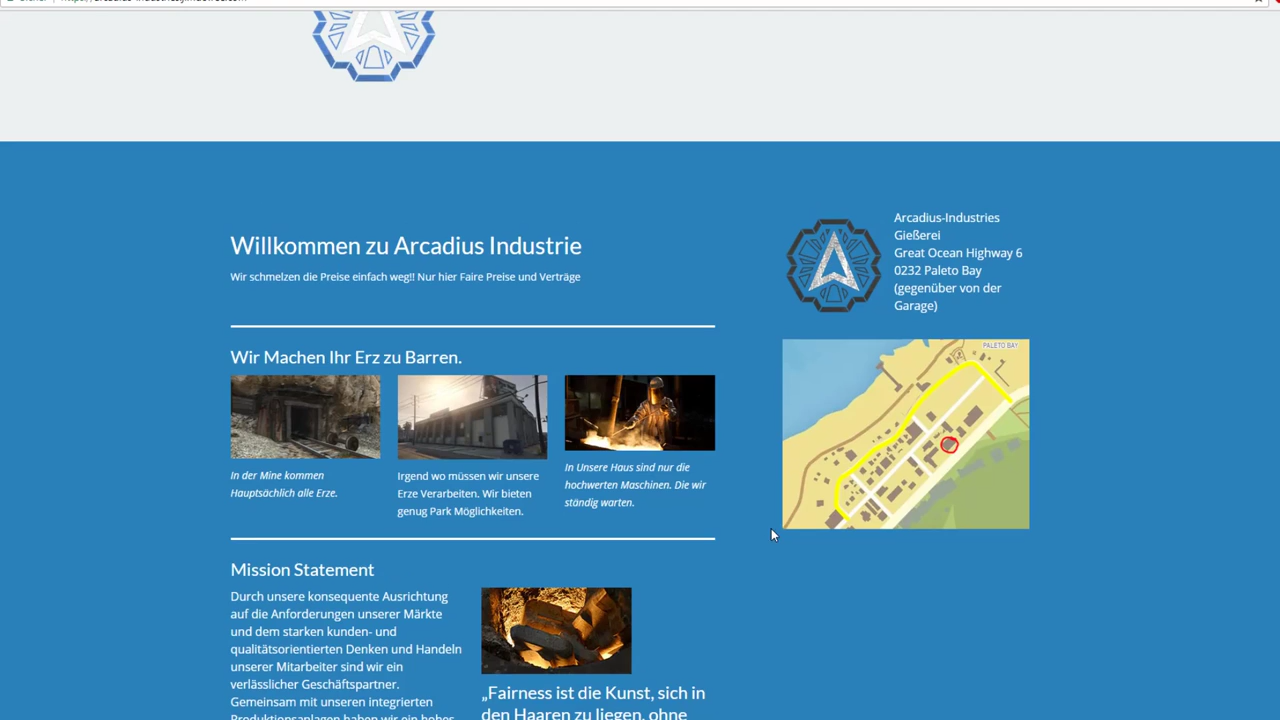 Willkommen zu Arcadius Industrie
Wir schmelzen die Preise einfach weg!! Nur hier Faire Preise und Verträge
Wir Machen Ihr Erz zu Barren.
In der Mine kommen
Hauptsächlich alle Erze.
Irgend wo müssen wir unsere
Erze Verarbeiten. Wir bieten
genug Park Möglichkeiten.
In Unsere Haus sind nur die
hochwerten Maschinen. Die wir
ständig warten.
Mission Statement
Durch unsere konsequente Ausrichtung
auf die Anforderungen unserer Märkte
und dem starken kunden- und
qualitätsorientierten Denken und Handeln
unserer Mitarbeiter sind wir ein
verlässlicher Geschäftspartner.
Gemeinsam mit unseren integrierten
Produktionsanlagen haben wir ein hohes
„Fairness ist die Kunst, sich in
den Haaren zu liegen, ohne
Arcadius-Industries
Gießerei
Great Ocean Highway 6
0232 Paleto Bay
(gegenüber von der
Garage)
PALETO BAY